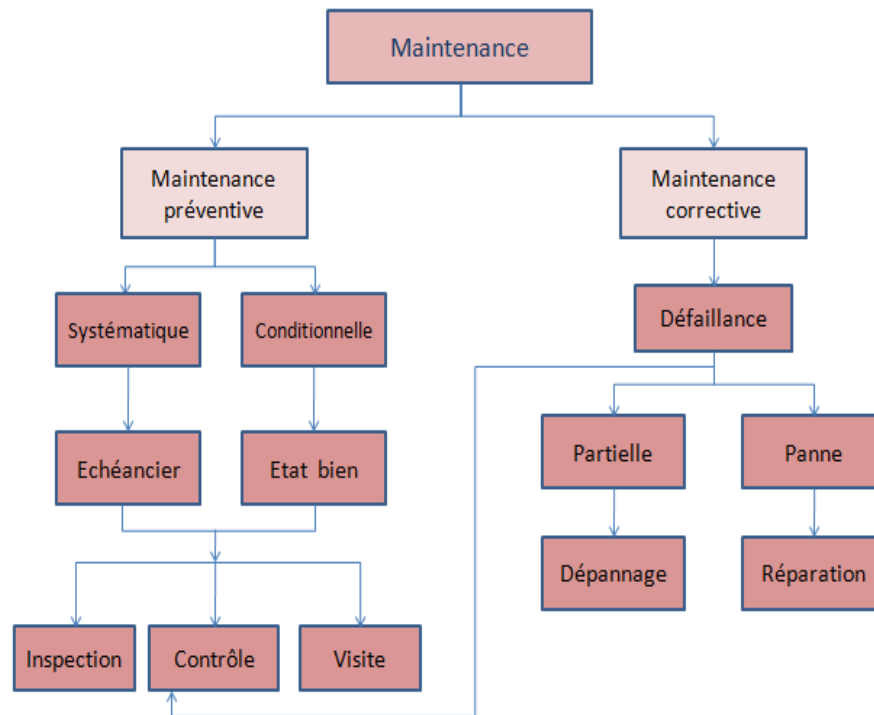 Maintenance
Maintenance
préventive
Maintenance
corrective
Systématique
Conditionnelle
Défaillance
Echéancier
Etat bien
Partielle
Panne
Dépannage
Réparation
Inspection
Contrôle
Visite